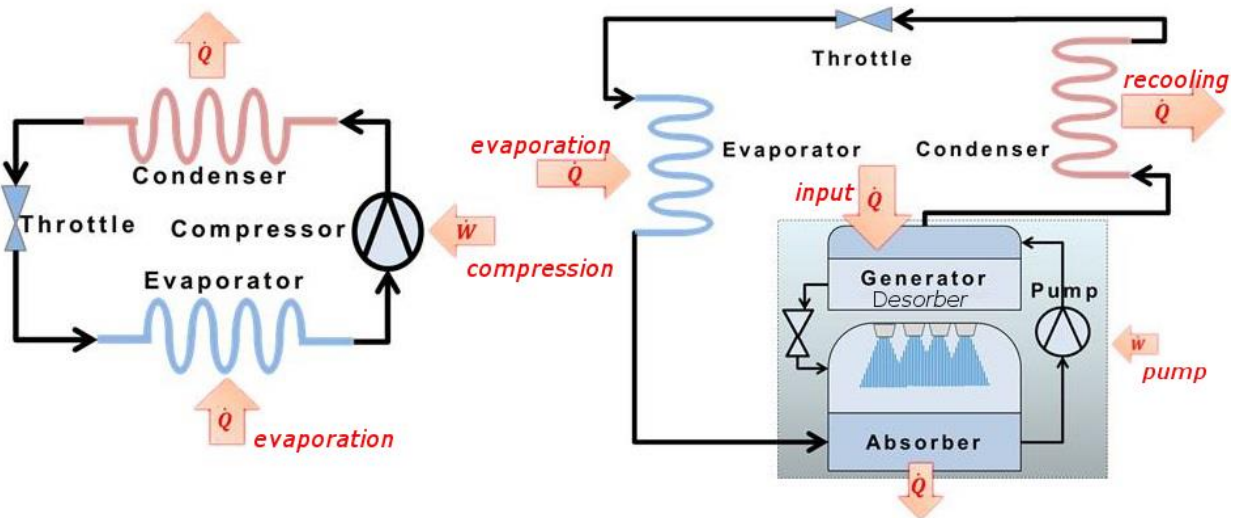 Q̇
Condenser
Throttle
Compressor
Ẇ
compression
Evaporator
Q̇
evaporation
Throttle
recooling
Q̇
evaporation
Q̇
Evaporator
Condenser
input
Q̇
Generator
Desorber
Pump
Ẇ
pump
Absorber
Q̇